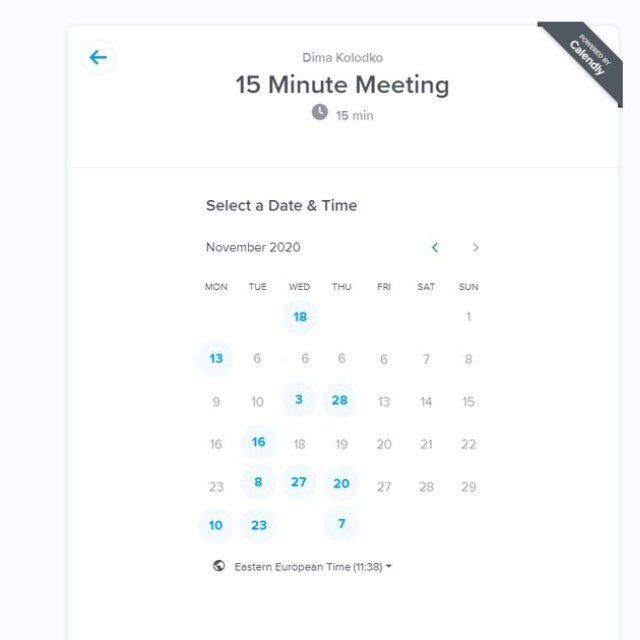 POWERED BY
Calendly
Dima Kolodko
15 Minute Meeting
15 min
Select a Date & Time
November 2020
MON TUE WED THU FRI SAT SUN
18 1
13 6 6 6 6 7 8
9 10 3 28 13 14 15
16 16 18 19 20 21 22
23 8 27 20 27 28 29
10 23 7
Eastern European Time (11:38)